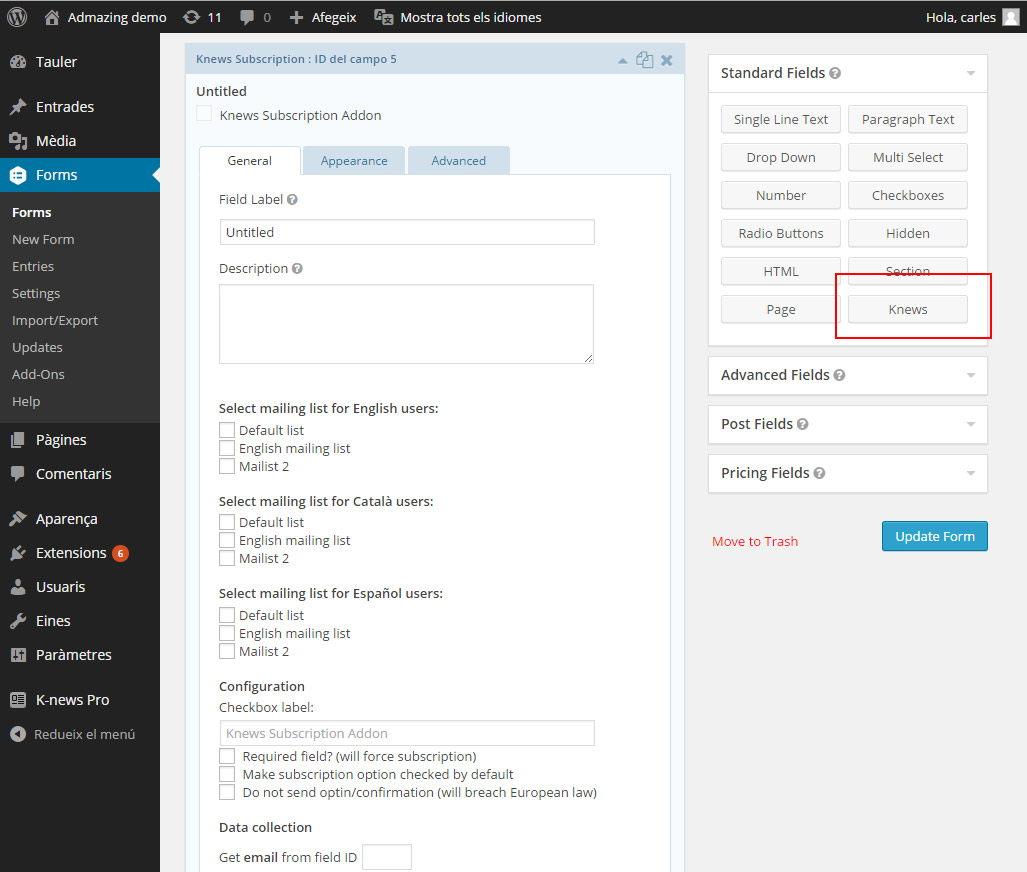 Admazing demo 11 0 Afegeix Mostra tots els idiomes Hola, carles
Tauler
Entrades
Mèdia
Forms
Forms
New Form
Entries
Settings
Import/Export
Updates
Add-Ons
Help
Pàgines
Comentaris
Aparença
Extensions 6
Usuaris
Eines
Paràmetres
K-news Pro
Redueix el menú
Knews Subscription : ID del campo 5
Untitled
Knews Subscription Addon
General Appearance Advanced
Field Label ?
Untitled
Description ?
Select mailing list for English users:
Default list
English mailing list
Mailist 2
Select mailing list for Català users:
Default list
English mailing list
Mailist 2
Select mailing list for Español users:
Default list
English mailing list
Mailist 2
Configuration
Checkbox label:
Knews Subscription Addon
Required field? (will force subscription)
Make subscription option checked by default
Do not send optin/confirmation (will breach European law)
Data collection
Get email from field ID
Standard Fields ?
Single Line Text Paragraph Text
Drop Down Multi Select
Number Checkboxes
Radio Buttons Hidden
HTML Section
Page Knews
Advanced Fields ?
Post Fields ?
Pricing Fields ?
Move to Trash Update Form